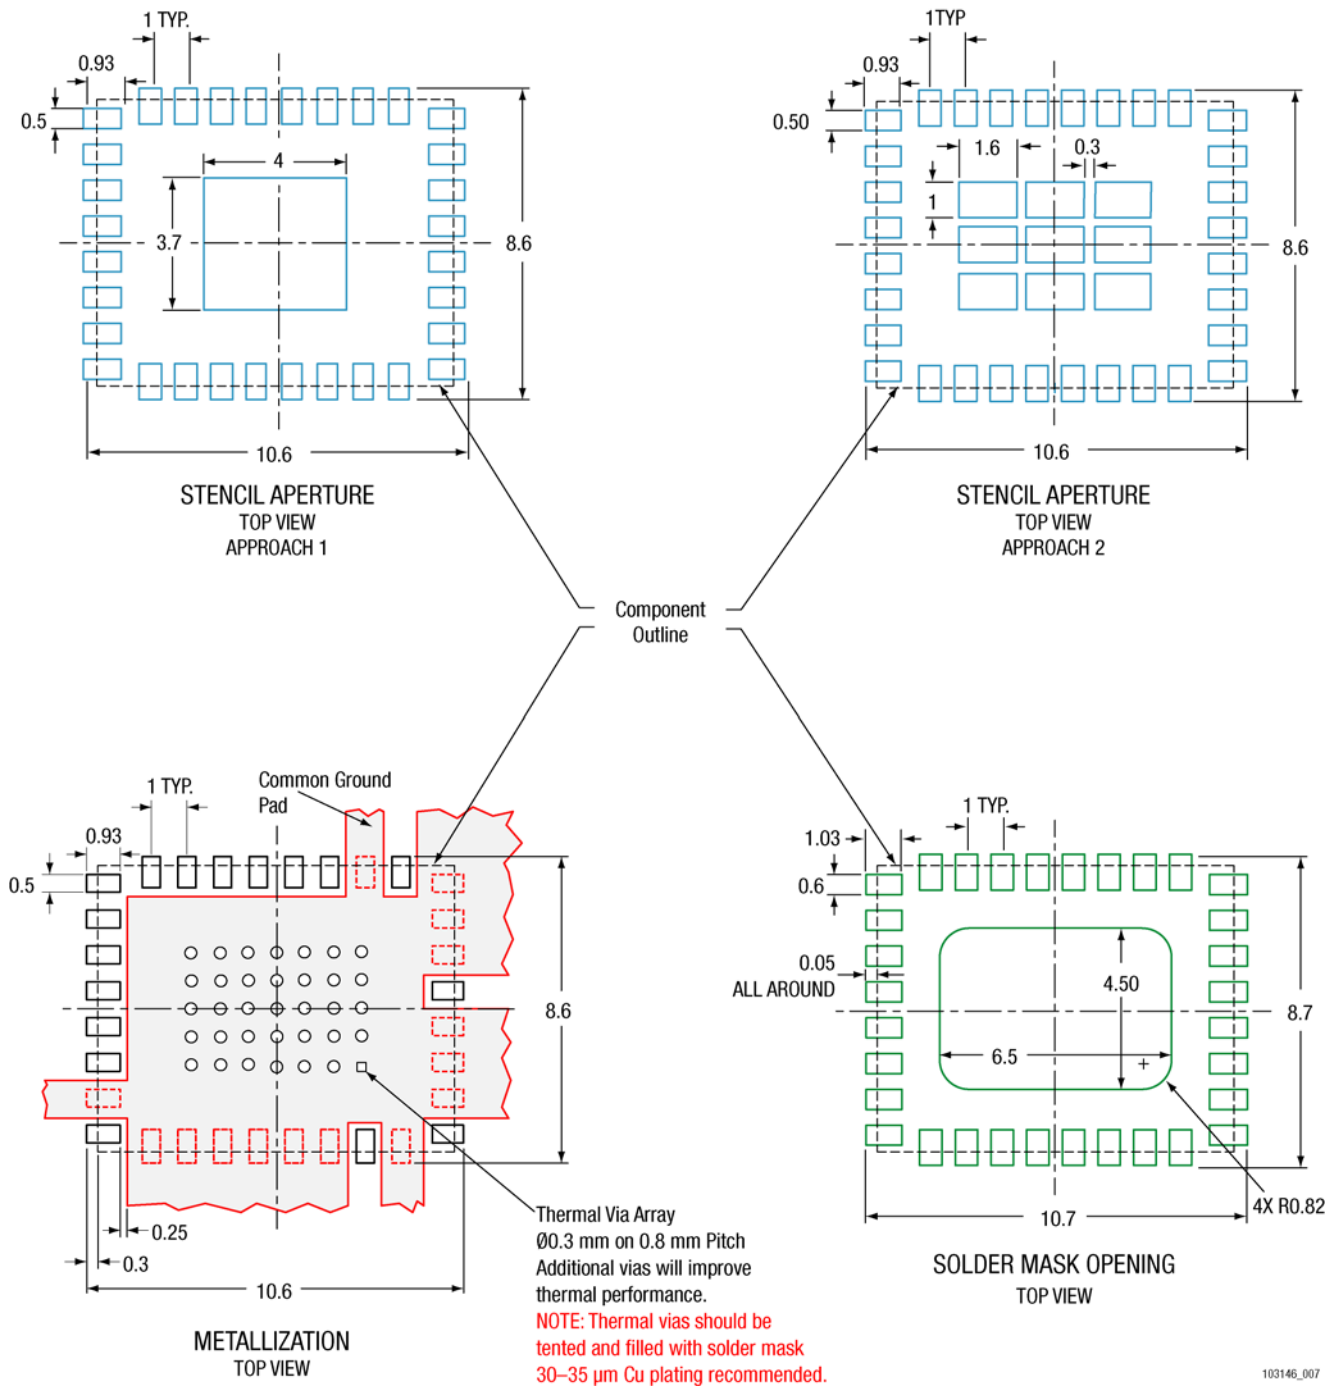 1 TYP.
0.93
0.5
4
3.7
8.6
10.6
STENCIL APERTURE
TOP VIEW
APPROACH 1
1TYP
0.93
0.50
1.6
0.3
1
8.6
10.6
STENCIL APERTURE
TOP VIEW
APPROACH 2
Component
Outline
Common Ground
Pad
1 TYP.
0.93
0.5
8.6
0.25
0.3
10.6
METALLIZATION
TOP VIEW
Thermal Via Array
Ø0.3 mm on 0.8 mm Pitch
Additional vias will improve
thermal performance.
NOTE: Thermal vias should be
tented and filled with solder mask
30–35 µm Cu plating recommended.
1 TYP.
1.03
0.6
0.05
ALL AROUND
4.50
6.5
8.7
4X R0.82
10.7
SOLDER MASK OPENING
TOP VIEW
103146_007